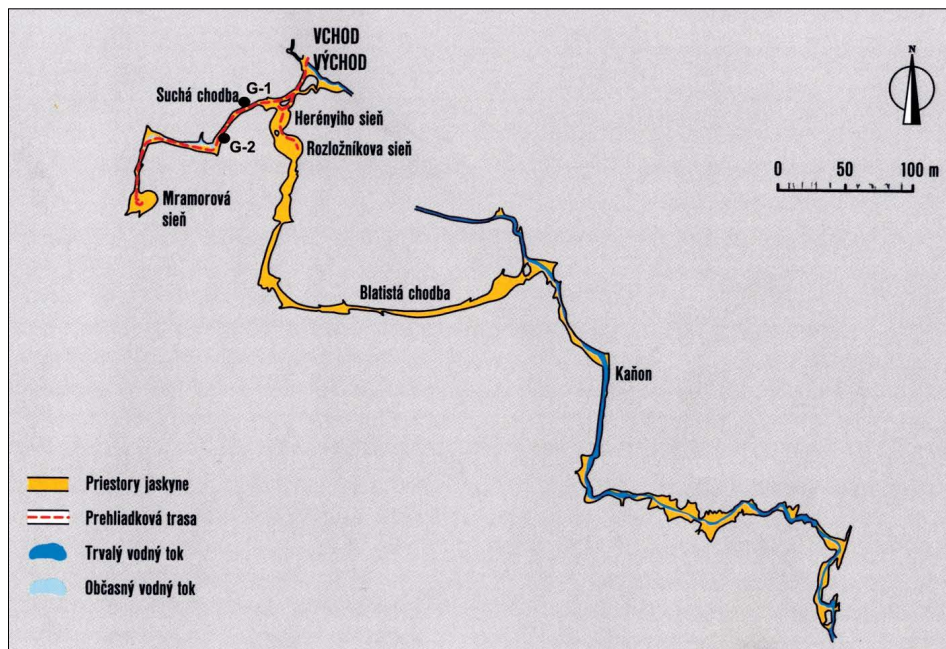 VCHOD
VÝCHOD
N
G-1
Suchá chodba
Herényiho sieň
G-2
Rozložníkova sieň
0 50 100 m
Mramorová
sieň
Blatistá chodba
Kaňon
Priestory jaskyne
Prehliadková trasa
Trvalý vodný tok
Občasný vodný tok